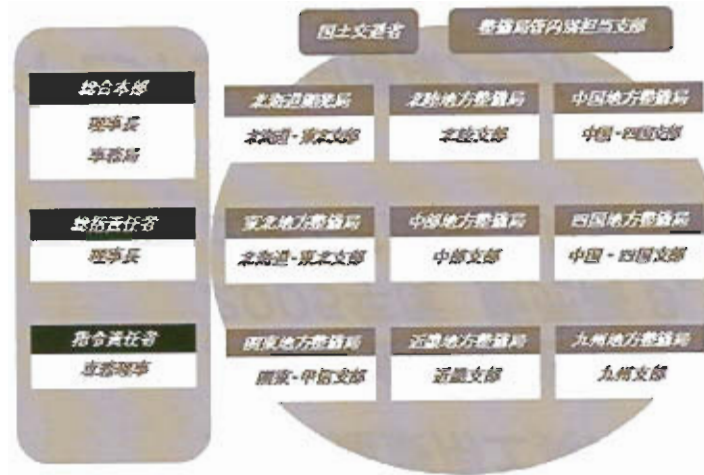 国土交通省
整備局管内別担当支部
総合本部
理事長
事務局
総括責任者
理事長
指令責任者
専務理事
北海道開発局
北海道・東北支部
北陸地方整備局
北陸支部
中国地方整備局
中国・四国支部
東北地方整備局
北海道・東北支部
中部地方整備局
中部支部
四国地方整備局
中国・四国支部
関東地方整備局
関東・甲信支部
近畿地方整備局
近畿支部
九州地方整備局
九州支部